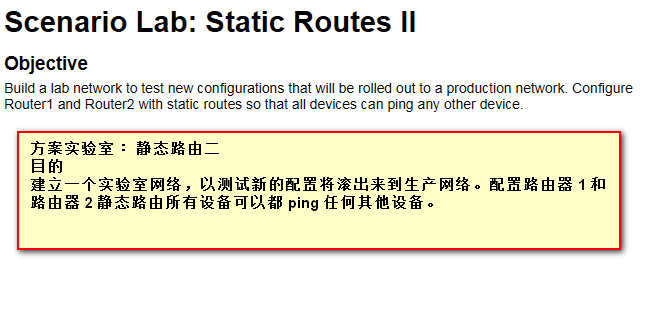 Scenario Lab: Static Routes II
Objective
Build a lab network to test new configurations that will be rolled out to a production network. Configure
Router1 and Router2 with static routes so that all devices can ping any other device.
方案实验室：静态路由二
目的
建立一个实验室网络，以测试新的配置将滚出来到生产网络。配置路由器 1 和
路由器 2 静态路由所有设备可以都 ping 任何其他设备。